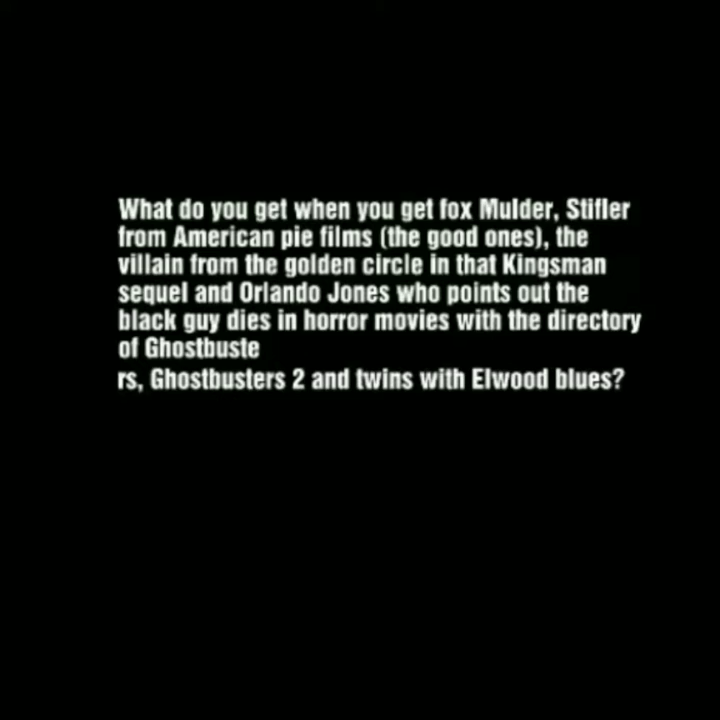 What do you get when you get fox Mulder, Stifler
from American pie films (the good ones), the
villain from the golden circle in that Kingsman
sequel and Orlando Jones who points out the
black guy dies in horror movies with the directory
of Ghostbuste
rs, Ghostbusters 2 and twins with Elwood blues?